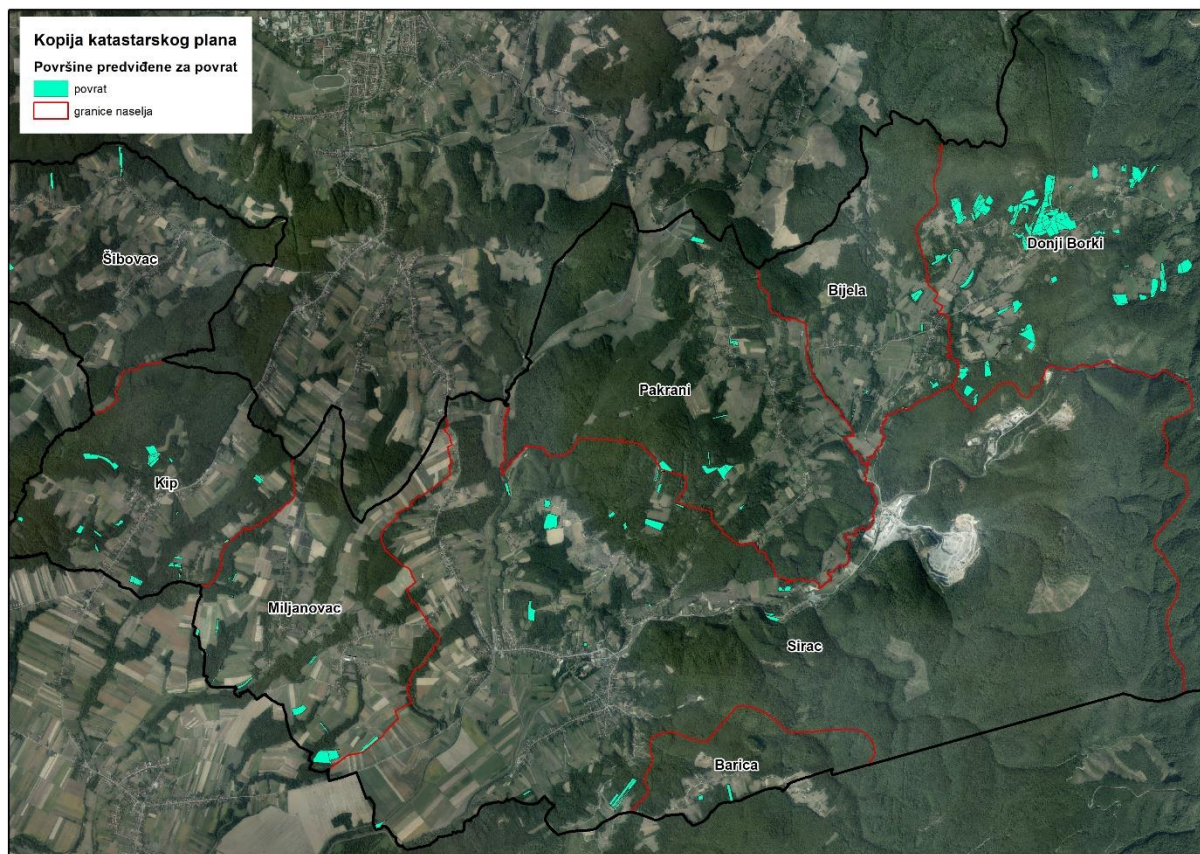 Kopija katastarskog plana
Površine predviđene za povrat
povrat
granice naselja
Šibovac
Donji Borki
Bijela
Pakrani
Kip
Miljanovac
Sirac
Barica